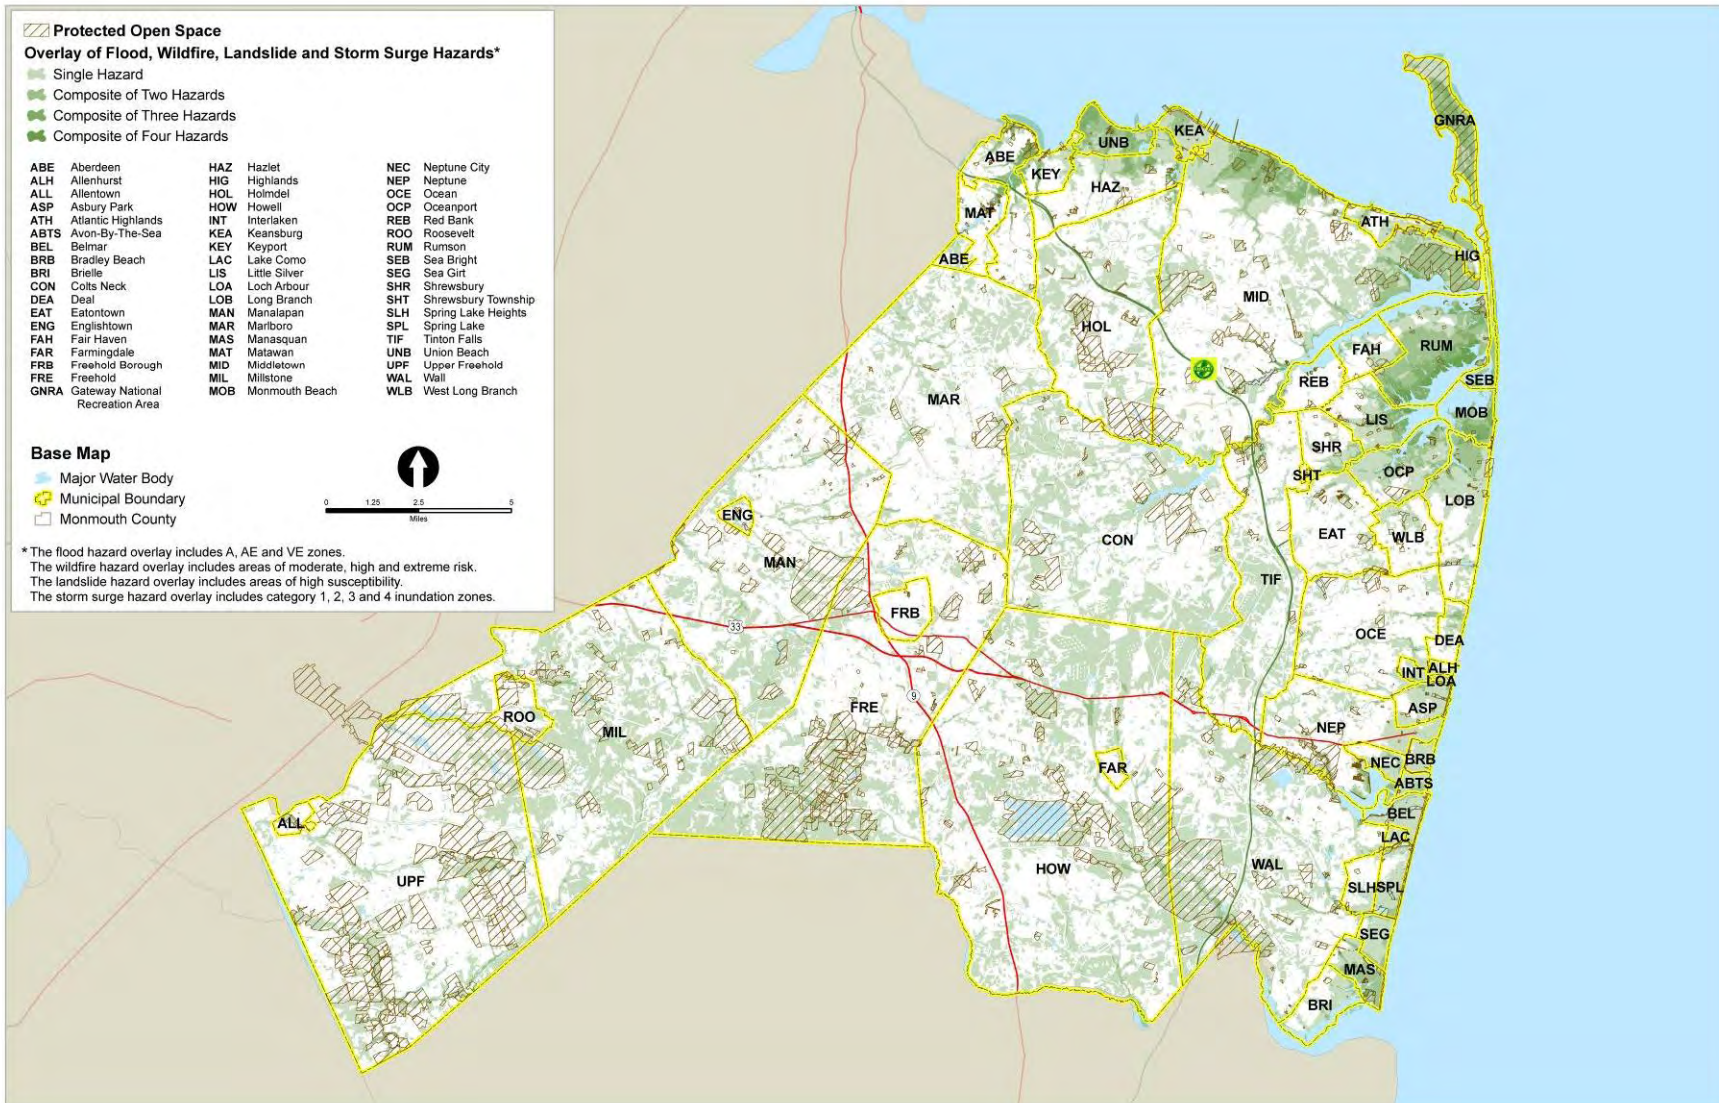 Protected Open Space
Overlay of Flood, Wildfire, Landslide and Storm Surge Hazards*
Single Hazard
Composite of Two Hazards
Composite of Three Hazards
Composite of Four Hazards
ABE Aberdeen
ALH Allenhurst
ALL Allentown
ASP Asbury Park
ATH Atlantic Highlands
ABTS Avon-By-The-Sea
BEL Belmar
BRB Bradley Beach
BRI Brielle
CON Colts Neck
DEA Deal
EAT Eatontown
ENG Englishtown
FAH Fair Haven
FAR Farmingdale
FRB Freehold Borough
FRE Freehold
GNRA Gateway National
Recreation Area
HAZ Hazlet
HIG Highlands
HOL Holmdel
HOW Howell
INT Interlaken
KEA Keansburg
KEY Keyport
LAC Lake Como
LIS Little Silver
LOA Loch Arbour
LOB Long Branch
MAN Manalapan
MAR Marlboro
MAS Manasquan
MAT Matawan
MID Middletown
MIL Millstone
MOB Monmouth Beach
NEC Neptune City
NEP Neptune
OCE Ocean
OCP Oceanport
REB Red Bank
ROO Roosevelt
RUM Rumson
SEB Sea Bright
SEG Sea Girt
SHR Shrewsbury
SHT Shrewsbury Township
SLH Spring Lake Heights
SPL Spring Lake
TIF Tinton Falls
UNB Union Beach
UPF Upper Freehold
WAL Wall
WLB West Long Branch
Base Map
Major Water Body
Municipal Boundary
Monmouth County
0 1.25 2.5 5
Miles
* The flood hazard overlay includes A, AE and VE zones.
The wildfire hazard overlay includes areas of moderate, high and extreme risk.
The landslide hazard overlay includes areas of high susceptibility.
The storm surge hazard overlay includes category 1, 2, 3 and 4 inundation zones.
GNRA
KEA
UNB
ABE
KEY
HAZ
MAT
ATH
ABE
HIG
MID
HOL
RUM
FAH
REB
SEB
MAR
MOB
LIS
SHR
SHT
OCP
LOB
ENG
EAT
WLB
CON
MAN
TIF
FRB
33
OCE
DEA
INT
ALH
LOA
9
FRE
ASP
ROO
NEP
MIL
NEC
BRB
FAR
ABTS
BEL
ALL
LAC
WAL
HOW
UPF
SLH
SPL
SEG
MAS
BRI